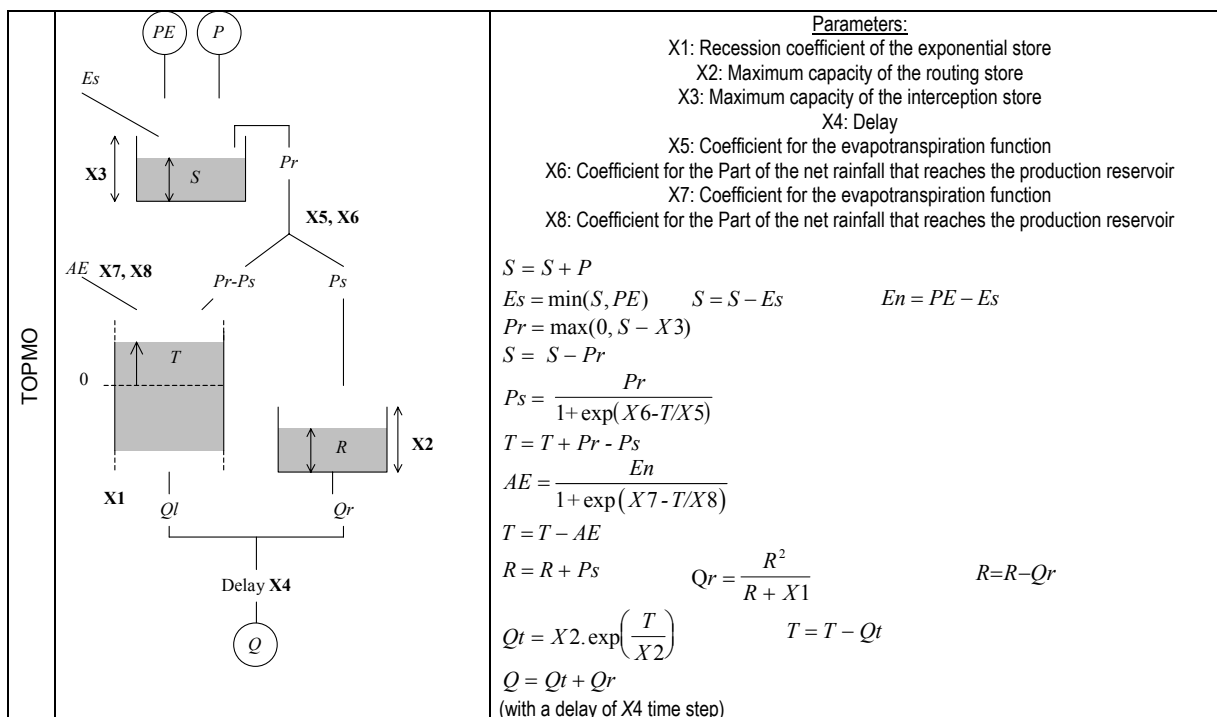 TOPMO
PE P
Es
Pr
X3 S
X5, X6
AE X7, X8 Pr-Ps Ps
T
0
R X2
X1
Ql Qr
Delay X4
Q
Parameters:
X1: Recession coefficient of the exponential store
X2: Maximum capacity of the routing store
X3: Maximum capacity of the interception store
X4: Delay
X5: Coefficient for the evapotranspiration function
X6: Coefficient for the Part of the net rainfall that reaches the production reservoir
X7: Coefficient for the evapotranspiration function
X8: Coefficient for the Part of the net rainfall that reaches the production reservoir
S = S + P
Es = min(S, PE) S = S − Es En = PE − Es
Pr = max(0, S − X3)
S = S − Pr
Ps = Pr / (1+exp(X6-T/X5))
T = T + Pr - Ps
AE = En / (1+exp(X7-T/X8))
T = T − AE
R = R + Ps Qr = R² / (R + X1) R=R−Qr
Qt = X2.exp(T/X2) T = T − Qt
Q = Qt + Qr
(with a delay of X4 time step)